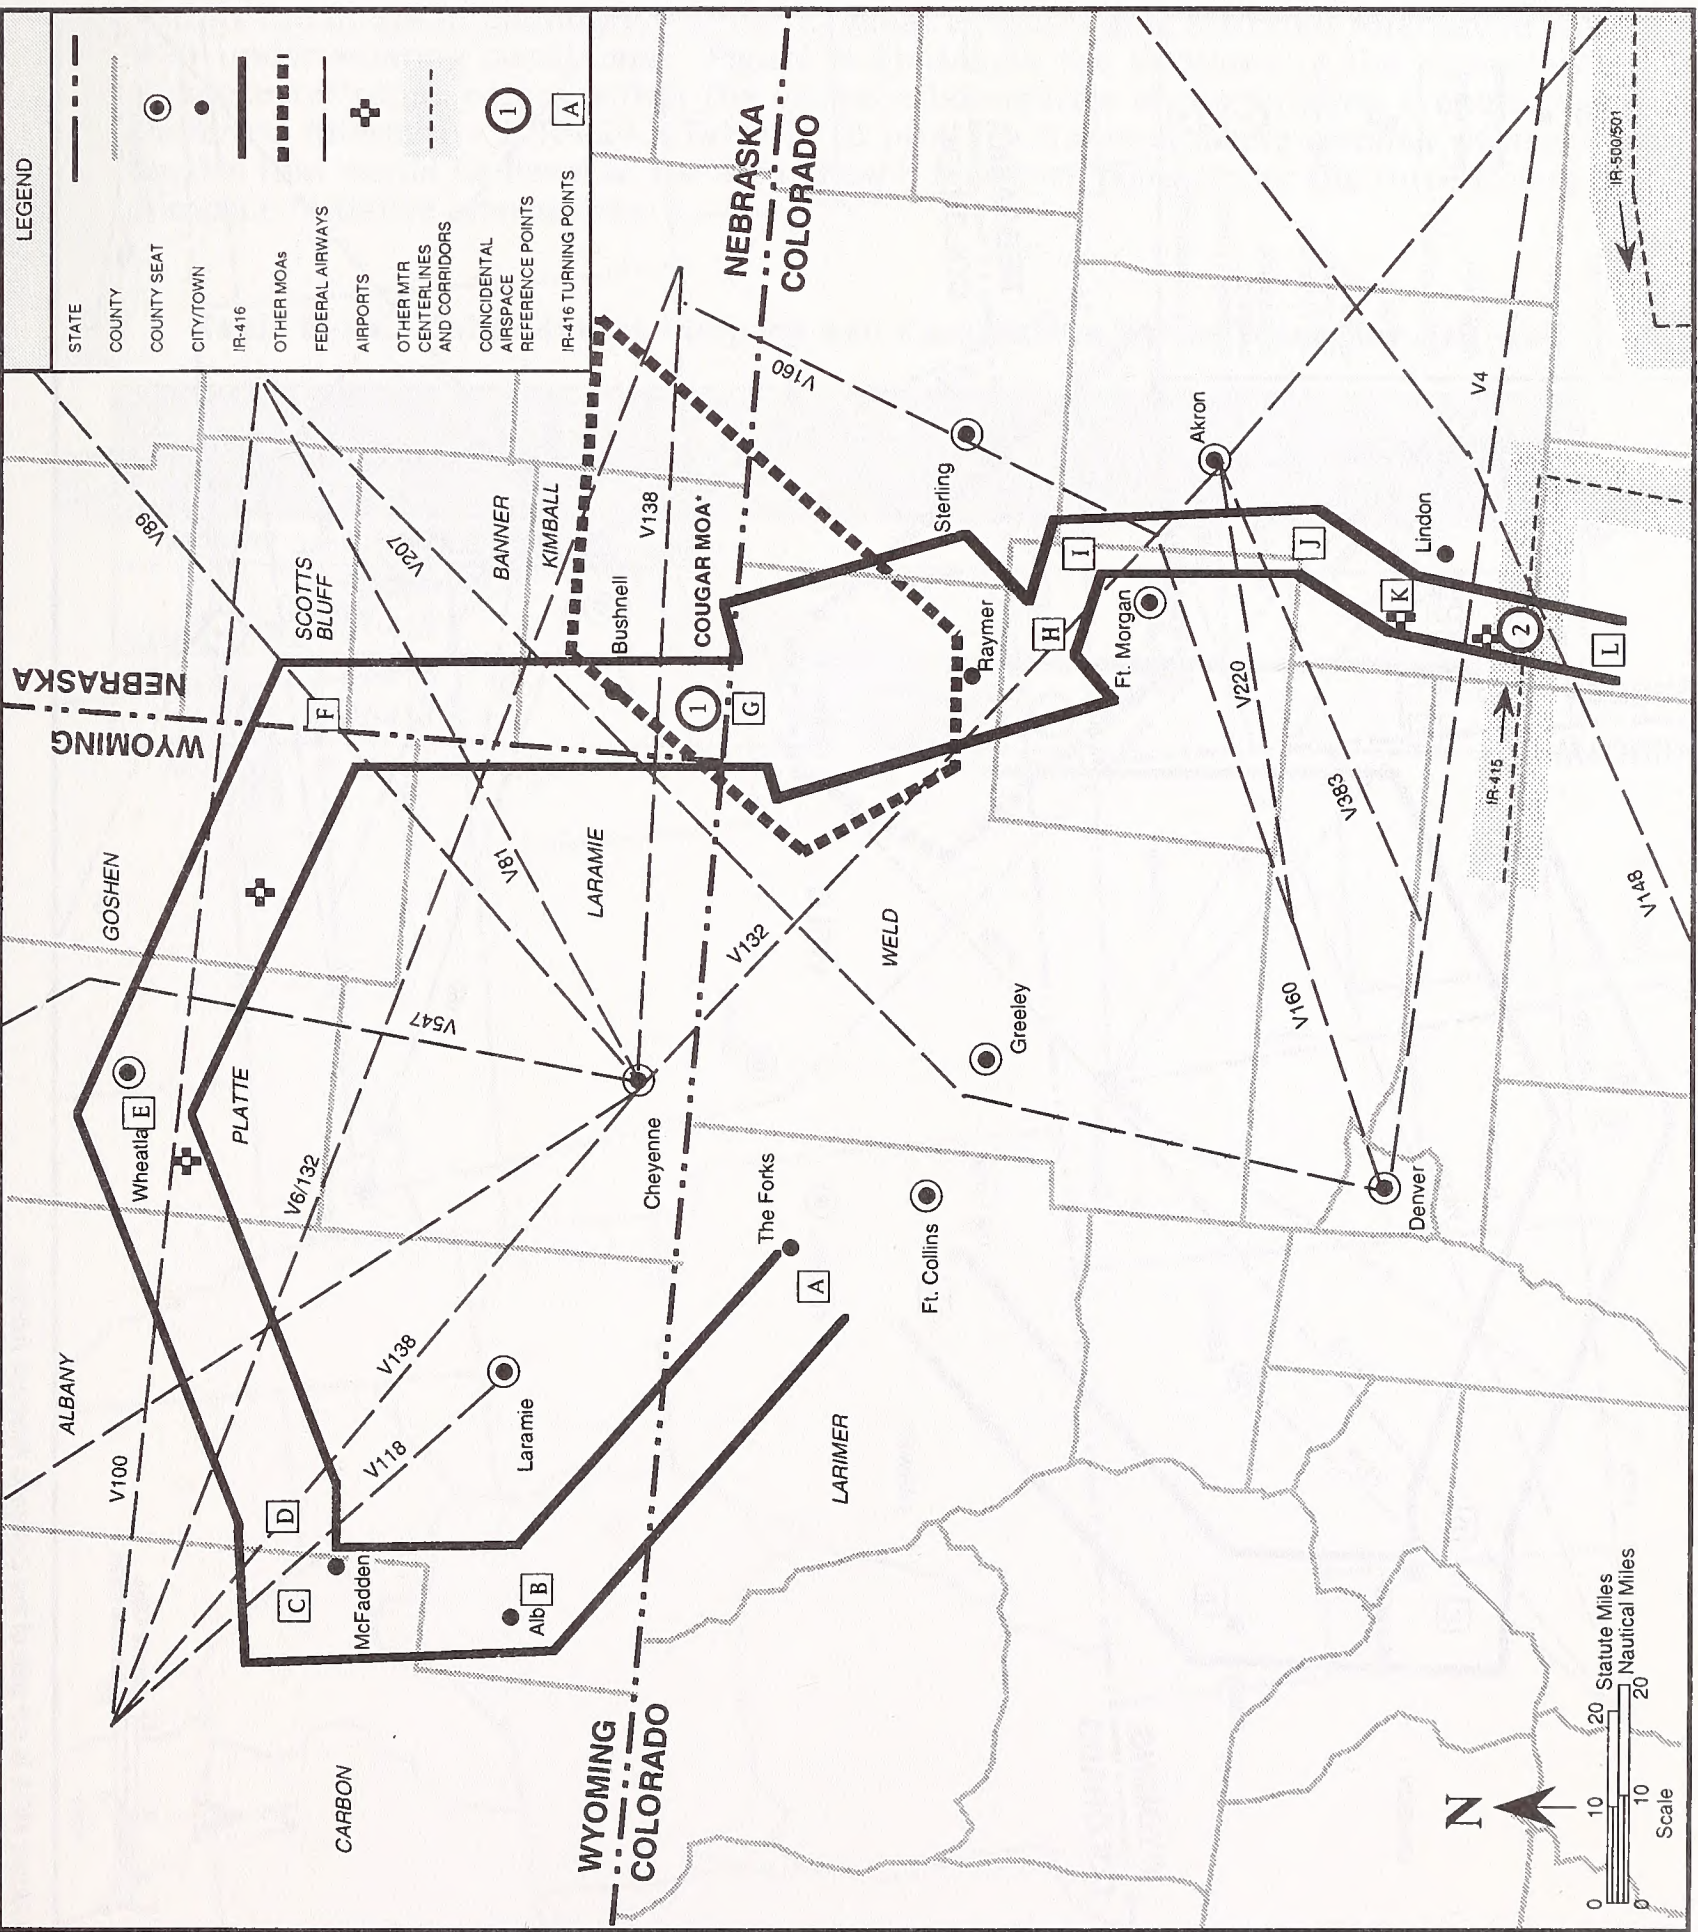 LEGEND
STATE
COUNTY
COUNTY SEAT
CITY/TOWN
IR-416
OTHER MOAs
FEDERAL AIRWAYS
AIRPORTS
OTHER MTR
CENTERLINES
AND CORRIDORS
COINCIDENTAL
AIRSPACE
REFERENCE POINTS
1
IR-416 TURNING POINTS
A
CARBON
ALBANY
V100
V6/132
V138
V118
C
D
McFadden
Alb
B
Laramie
PLATTE
Wheatla
E
GOSHEN
V547
V81
V89
V207
LARAMIE
Cheyenne
WYOMING
NEBRASKA
F
SCOTTS
BLUFF
BANNER
KIMBALL
Bushnell
V138
COUGAR MOA*
1
G
WYOMING
COLORADO
NEBRASKA
COLORADO
The Forks
A
Ft. Collins
LARIMER
V132
WELD
Greeley
V160
Sterling
Raymer
H
I
Ft. Morgan
Akron
V220
V383
V160
Denver
J
Lindon
K
V4
2
L
IR-415
V148
IR-500/501
N
0 10 20 Statute Miles
0 10 20 Nautical Miles
Scale